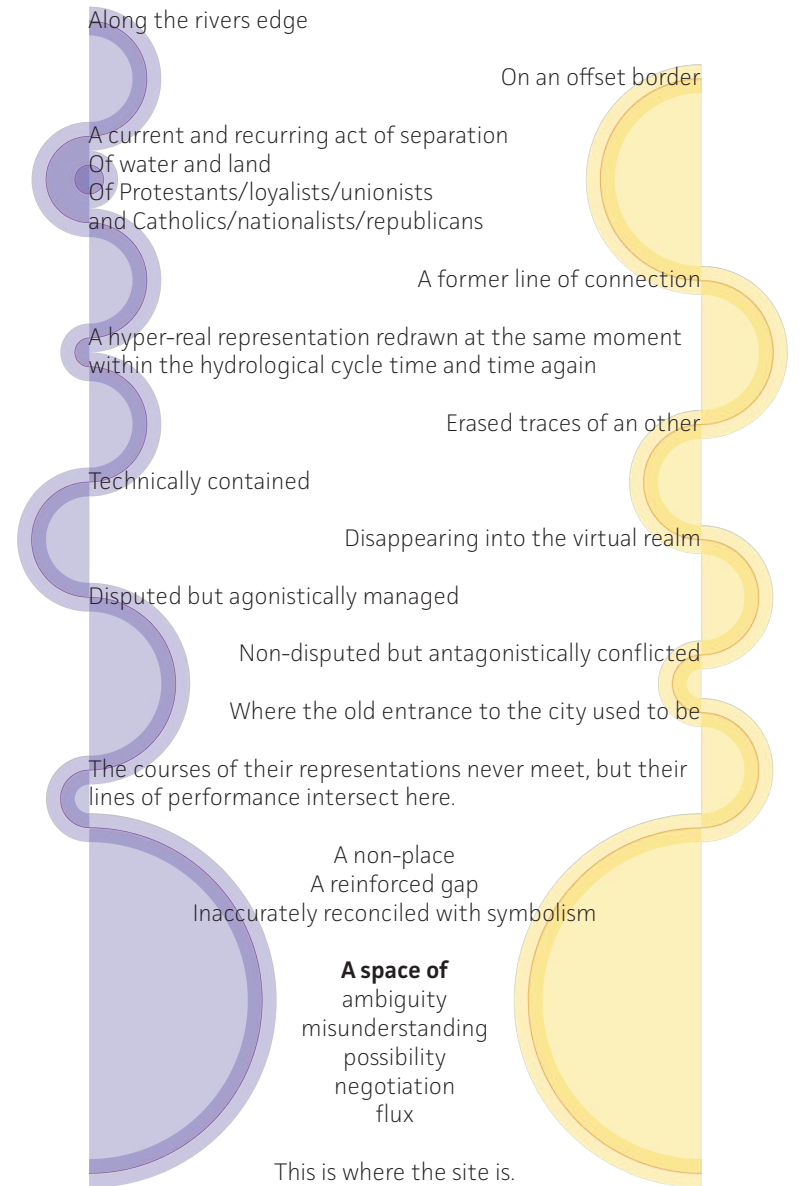 Along the rivers edge
On an offset border
A current and recurring act of separation
Of water and land
Of Protestants/loyalists/unionists
and Catholics/nationalists/republicans
A former line of connection
A hyper-real representation redrawn at the same moment
within the hydrological cycle time and time again
Erased traces of an other
Technically contained
Disappearing into the virtual realm
Disputed but agonistically managed
Non-disputed but antagonistically conflicted
Where the old entrance to the city used to be
The courses of their representations never meet, but their
lines of performance intersect here.
A non-place
A reinforced gap
Inaccurately reconciled with symbolism
A space of
ambiguity
misunderstanding
possibility
negotiation
flux
This is where the site is.